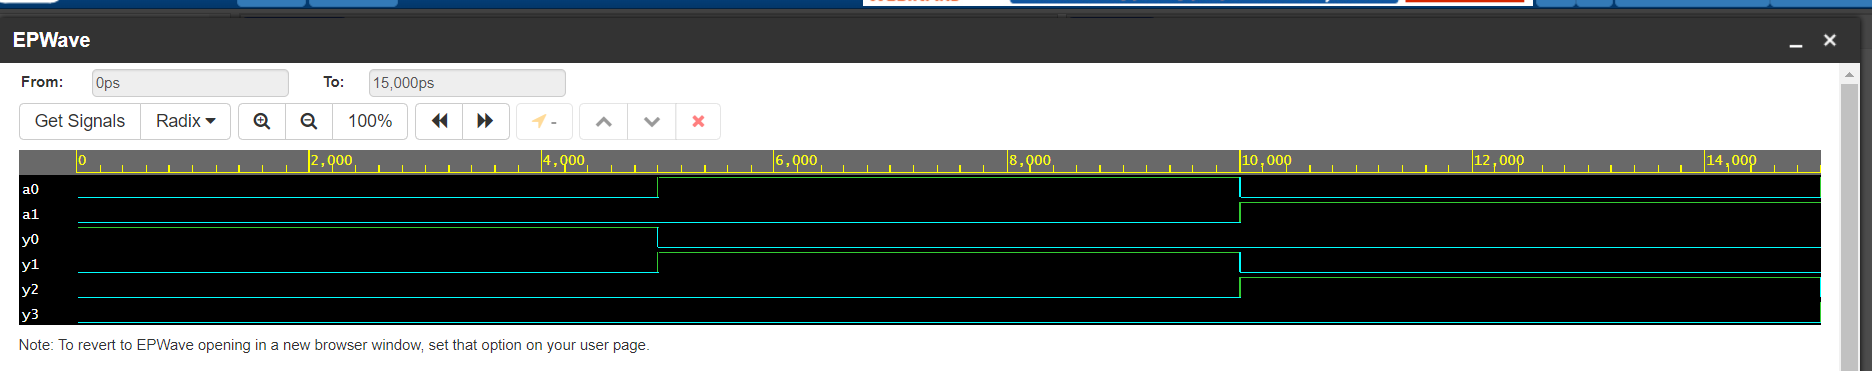 EPWave
From: 0ps To: 15,000ps
Get Signals Radix 100% -
0 2,000 4,000 6,000 8,000 10,000 12,000 14,000
a0
a1
y0
y1
y2
y3
Note: To revert to EPWave opening in a new browser window, set that option on your user page.